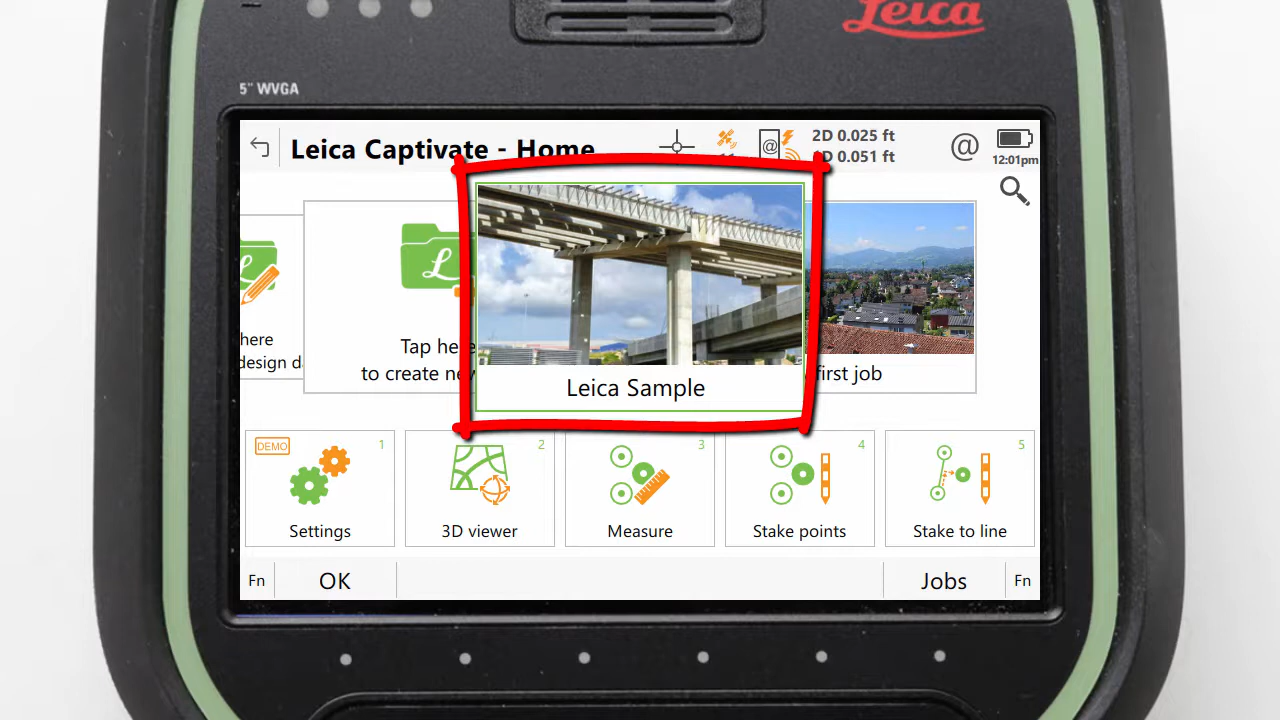 Leica
5" WVGA
Leica Captivate - Home
@
2D 0.025 ft
D 0.051 ft
@
12:01pm
here
design d
Tap here
to create new
L
Leica Sample
first job
DEMO
1
Settings
2
3D viewer
3
Measure
4
Stake points
5
Stake to line
Fn
OK
Jobs
Fn